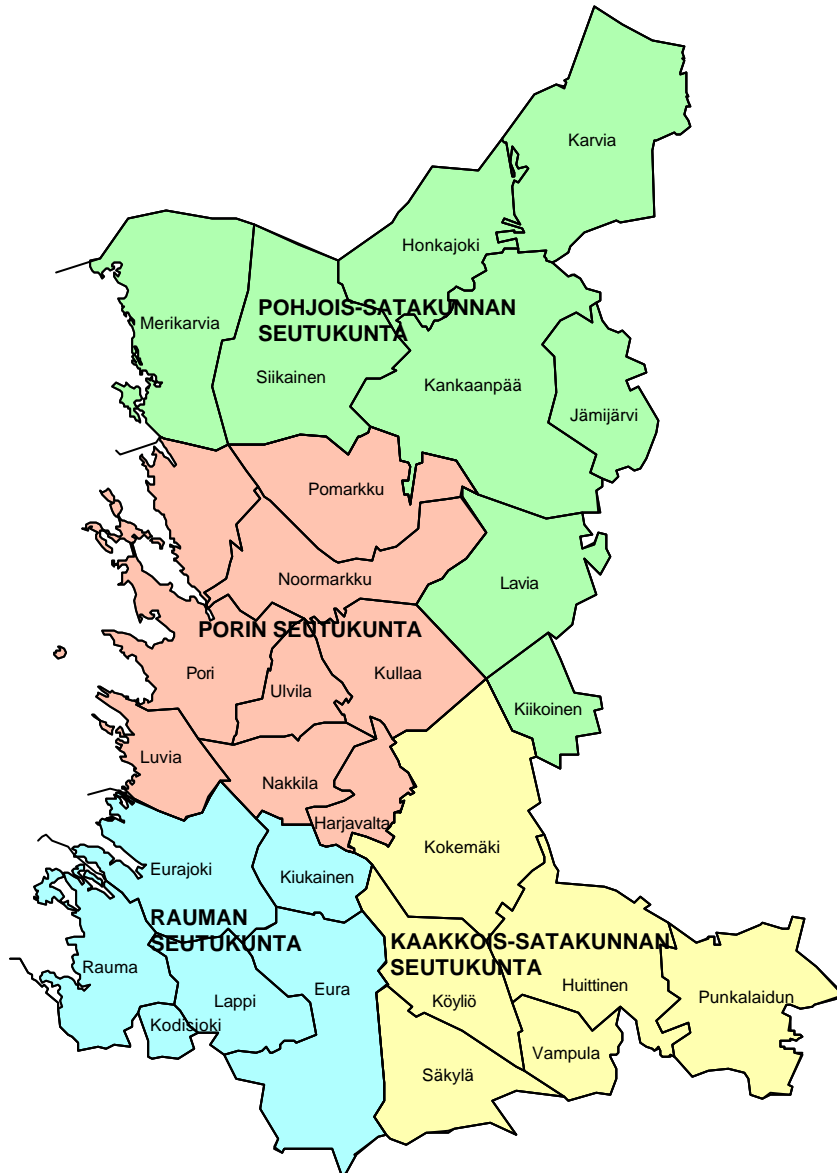 Karvia
Honkajoki
POHJOIS-SATAKUNNAN
SEUTUKUNTA
Merikarvia
Siikainen
Kankaanpää
Jämijärvi
Pomarkku
Noormarkku
Lavia
PORIN SEUTUKUNTA
Pori
Ulvila
Kullaa
Kiikoinen
Luvia
Nakkila
Harjavalta
Kokemäki
Eurajoki
Kiukainen
RAUMAN
SEUTUKUNTA
KAAKKOIS-SATAKUNNAN
SEUTUKUNTA
Rauma
Lappi
Eura
Köyliö
Huittinen
Punkalaidun
Kodisjoki
Säkylä
Vampula